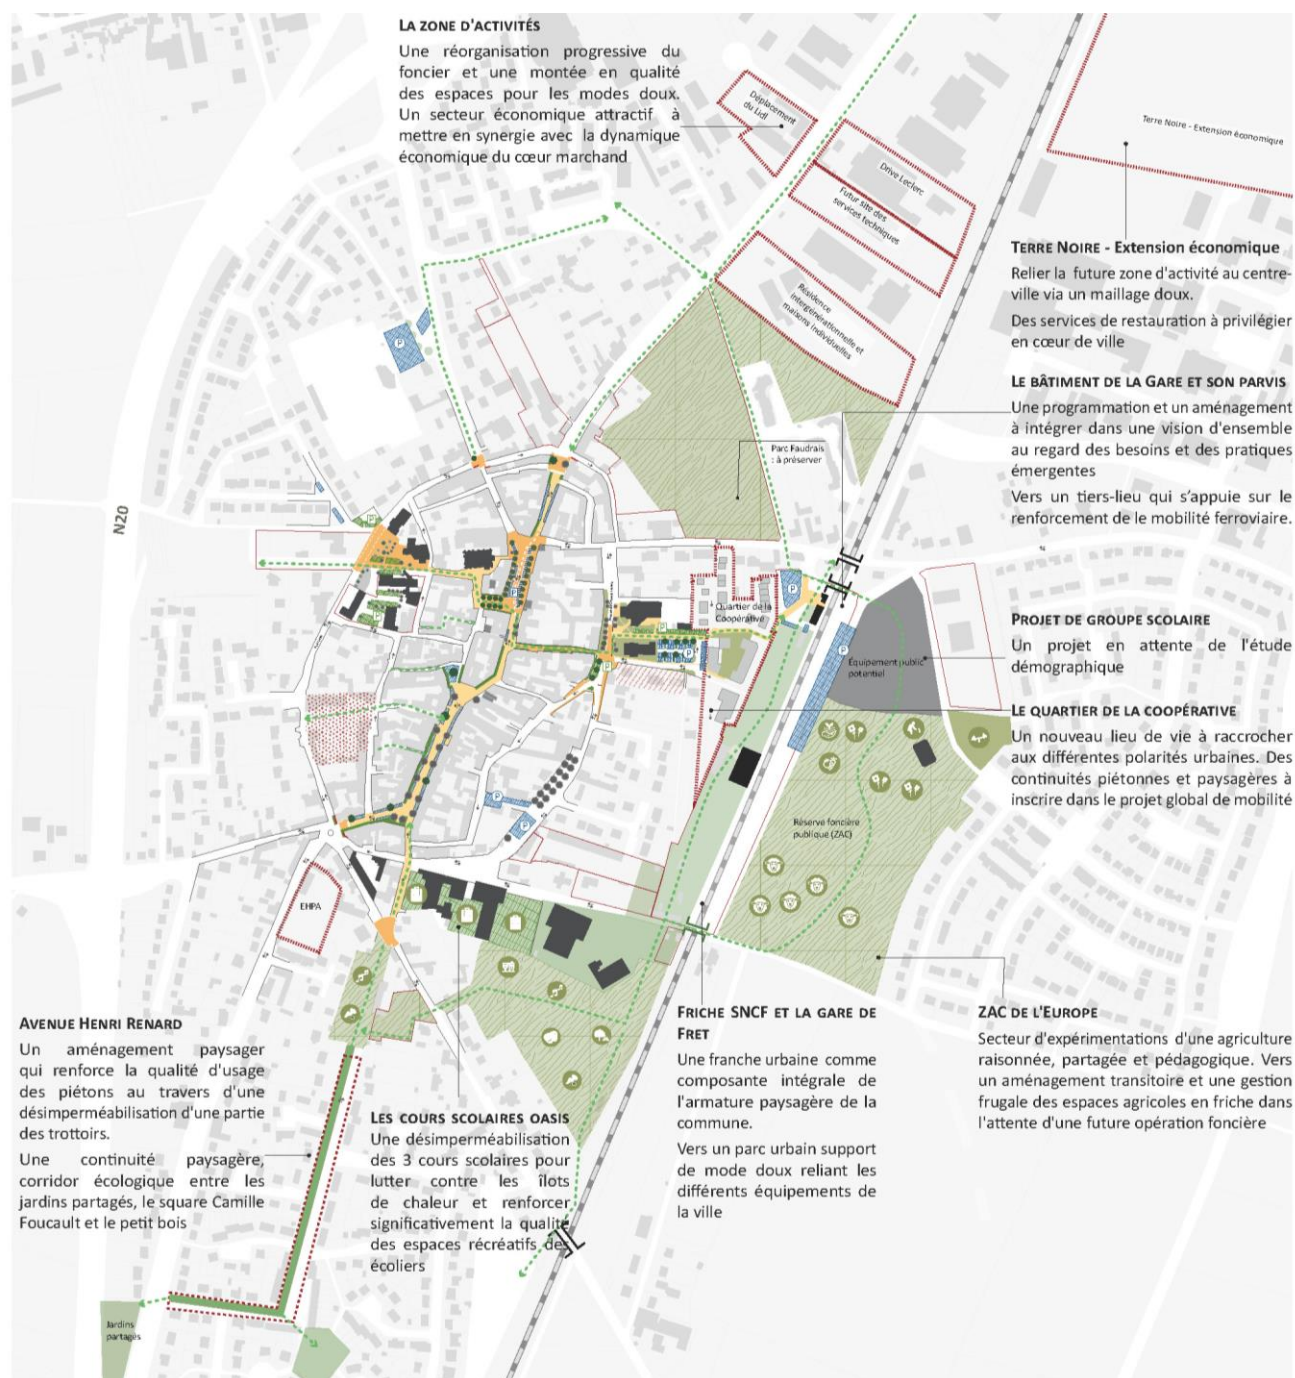 LA ZONE D'ACTIVITÉS
Une réorganisation progressive du
foncier et une montée en qualité
des espaces pour les modes doux.
Un secteur économique attractif à
mettre en synergie avec la dynamique
économique du cœur marchand
Déplacement
du Lidl
Drive Leclerc
Futur site des
services techniques
Résidence
intergénérationnelle et
maisons individuelles
Terre Noire - Extension économique
TERRE NOIRE - Extension économique
Relier la future zone d'activité au centre-
ville via un maillage doux.
Des services de restauration à privilégier
en cœur de ville
LE BÂTIMENT DE LA GARE ET SON PARVIS
Une programmation et un aménagement
à intégrer dans une vision d'ensemble
au regard des besoins et des pratiques
émergentes
Vers un tiers-lieu qui s'appuie sur le
renforcement de le mobilité ferroviaire.
N20
P
Parc Faudrais
: à préserver
P
P
P
P
Quartier de la
Coopérative
P
P
P
P
Équipement public
potentiel
PROJET DE GROUPE SCOLAIRE
Un projet en attente de l'étude
démographique
LE QUARTIER DE LA COOPÉRATIVE
Un nouveau lieu de vie à raccrocher
aux différentes polarités urbaines. Des
continuités piétonnes et paysagères à
inscrire dans le projet global de mobilité
P
P
Réserve foncière
publique (ZAC)
EHPA
AVENUE HENRI RENARD
Un aménagement paysager
qui renforce la qualité d'usage
des piétons au travers d'une
désimperméabilisation d'une partie
des trottoirs.
Une continuité paysagère,
corridor écologique entre les
jardins partagés, le square Camille
Foucault et le petit bois
LES COURS SCOLAIRES OASIS
Une désimperméabilisation
des 3 cours scolaires pour
lutter contre les îlots
de chaleur et renforcer
significativement la qualité
des espaces récréatifs des
écoliers
FRICHE SNCF ET LA GARE DE
FRET
Une franche urbaine comme
composante intégrale de
l'armature paysagère de la
commune.
Vers un parc urbain support
de mode doux reliant les
différents équipements de
la ville
ZAC DE L'EUROPE
Secteur d'expérimentations d'une agriculture
raisonnée, partagée et pédagogique. Vers
un aménagement transitoire et une gestion
frugale des espaces agricoles en friche dans
l'attente d'une future opération foncière
Jardins
partagés